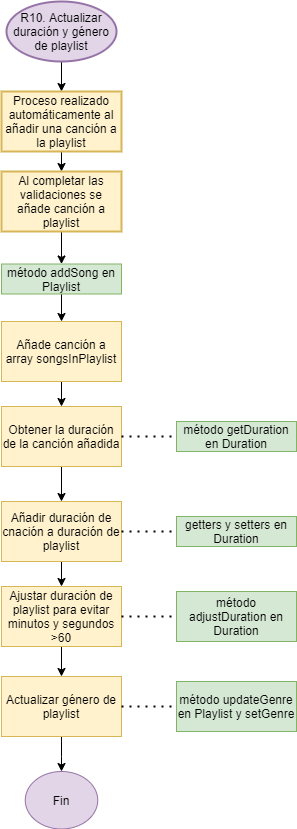 R10. Actualizar
duración y género
de playlist
Proceso realizado
automáticamente al
añadir una canción a
la playlist
Al completar las
validaciones se
añade canción a
playlist
método addSong en
Playlist
Añade canción a
array songsInPlaylist
Obtener la duración
de la canción añadida
método getDuration
en Duration
Añadir duración de
cnación a duración de
playlist
getters y setters en
Duration
Ajustar duración de
playlist para evitar
minutos y segundos
>60
método
adjustDuration en
Duration
Actualizar género de
playlist
método updateGenre
en Playlist y setGenre
Fin